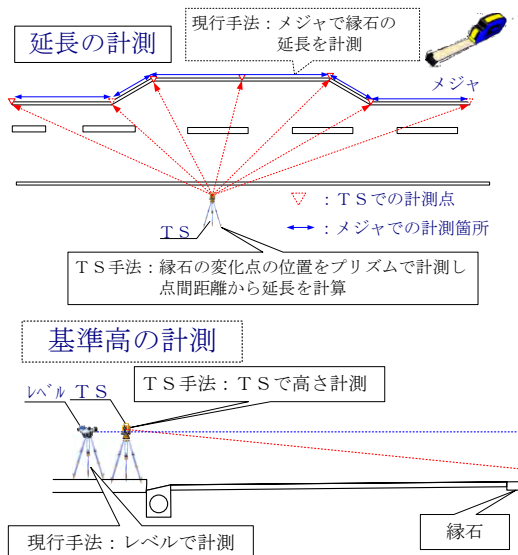 延長の計測
現行手法：メジャで縁石の
延長を計測
メジャ
ＴＳ
：ＴＳでの計測点
：メジャでの計測箇所
ＴＳ手法：縁石の変化点の位置をプリズムで計測し
点間距離から延長を計算
基準高の計測
ＴＳ手法：ＴＳで高さ計測
ﾚﾍﾞﾙ
ＴＳ
現行手法：レベルで計測
縁石